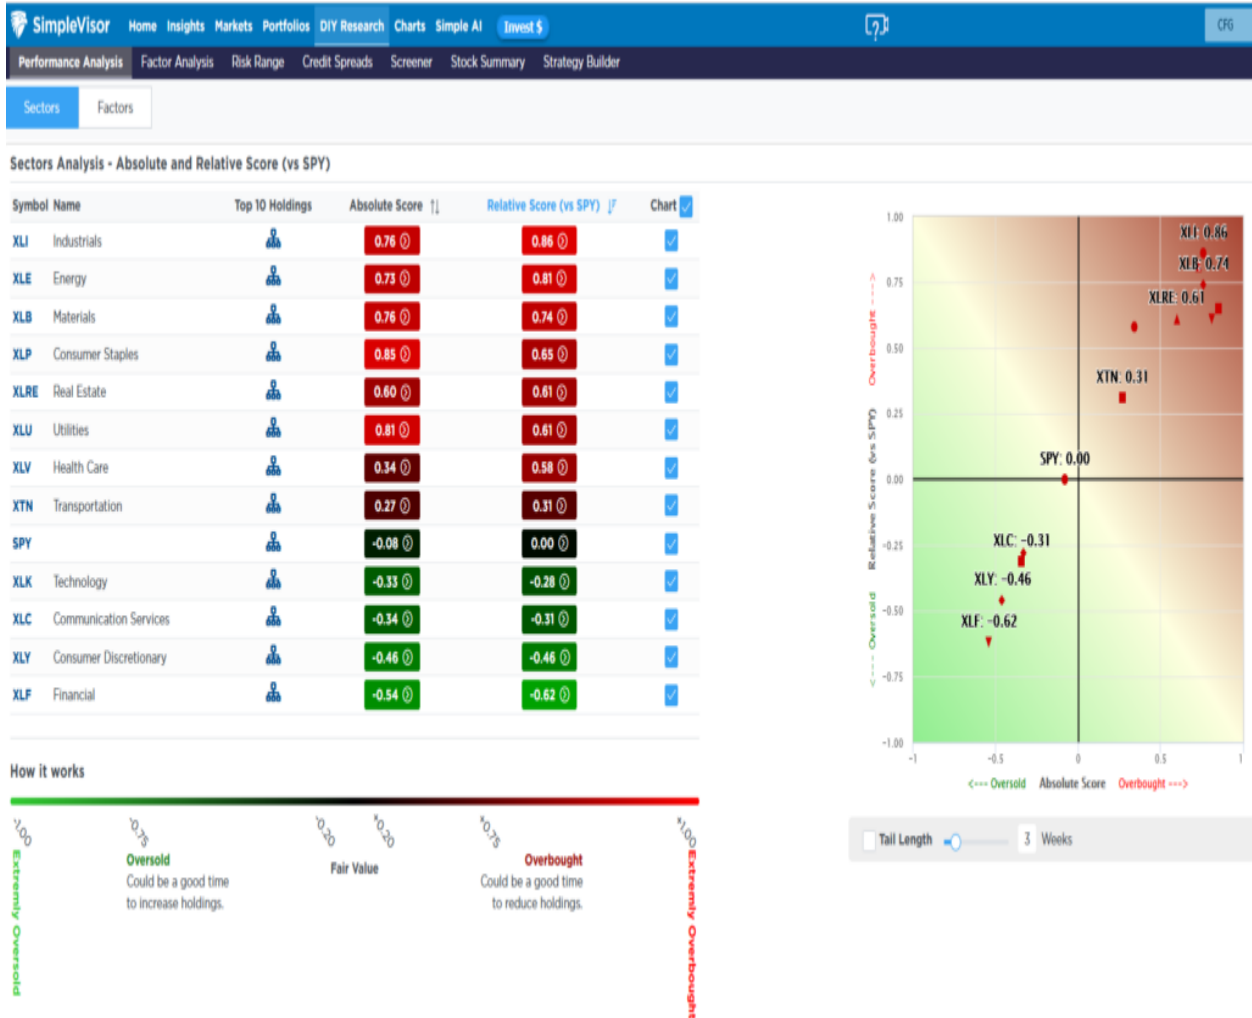 SimpleVisor Home Insights Markets Portfolios DIY Research Charts Simple AI Invest $ CFG
Performance Analysis Factor Analysis Risk Range Credit Spreads Screener Stock Summary Strategy Builder
Sectors Factors
Sectors Analysis - Absolute and Relative Score (vs SPY)
Symbol Name Top 10 Holdings Absolute Score Relative Score (vs SPY) Chart
XLI Industrials 0.76 0.86
XLE Energy 0.73 0.81
XLB Materials 0.76 0.74
XLP Consumer Staples 0.85 0.65
XLRE Real Estate 0.60 0.61
XLU Utilities 0.81 0.61
XLV Health Care 0.34 0.58
XTN Transportation 0.27 0.31
SPY -0.08 0.00
XLK Technology -0.33 -0.28
XLC Communication Services -0.34 -0.31
XLY Consumer Discretionary -0.46 -0.46
XLF Financial -0.54 -0.62
How it works
-1.00 -0.75 -0.20 +0.20 +0.75 +1.00
Extremly Oversold
Oversold
Could be a good time
to increase holdings.
Fair Value
Overbought
Could be a good time
to reduce holdings.
Extremly Overbought
1.00
0.75
0.50
0.25
0.00
-0.25
-0.50
-0.75
-1.00
<--- Oversold Relative Score (vs SPY) Overbought --->
XLI: 0.86
XLB: 0.74
XLRE: 0.61
XTN: 0.31
SPY: 0.00
XLC: -0.31
XLY: -0.46
XLF: -0.62
-1 -0.5 0 0.5 1
<--- Oversold Absolute Score Overbought --->
Tail Length 3 Weeks